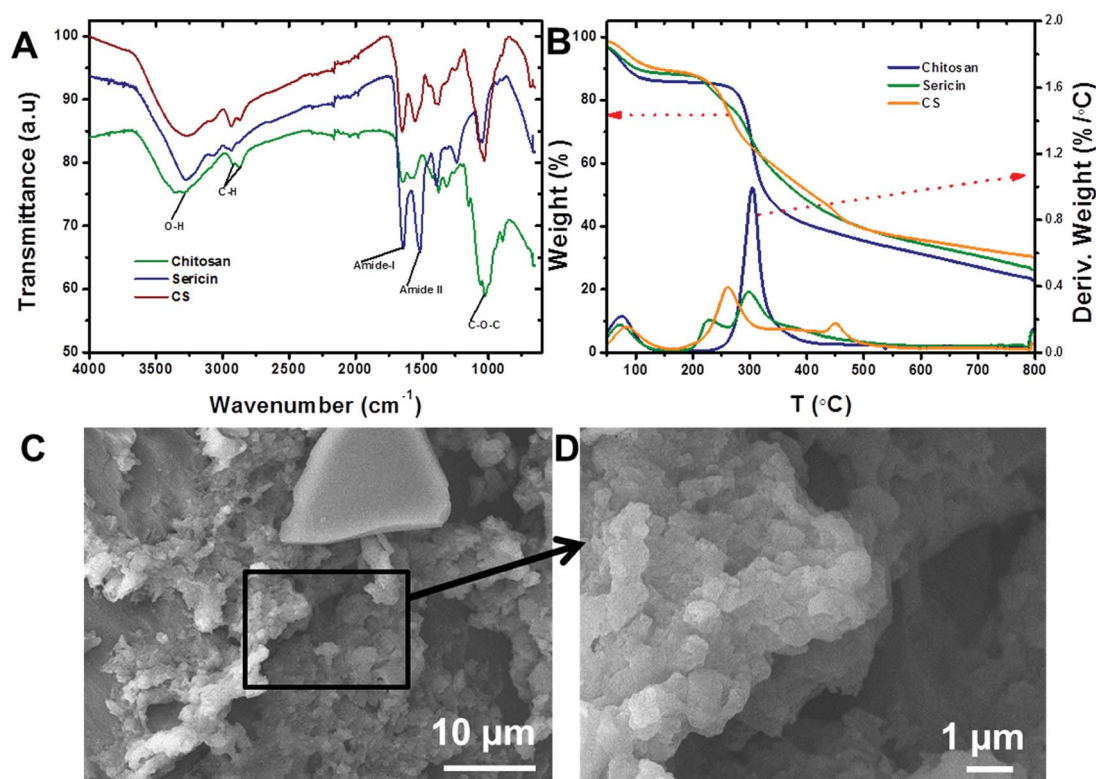 A
100
90
80
70
60
50
Transmittance (a.u)
O-H
C-H
Amide-I
Amide II
C-O-C
Chitosan
Sericin
CS
4000 3500 3000 2500 2000 1500 1000
Wavenumber (cm-1)
B
100
80
60
40
20
0
Weight (%)
Chitosan
Sericin
CS
2.0
1.6
1.2
0.8
0.4
0.0
Deriv. Weight (% /°C)
100 200 300 400 500 600 700 800
T (°C)
C
10 µm
D
1 µm